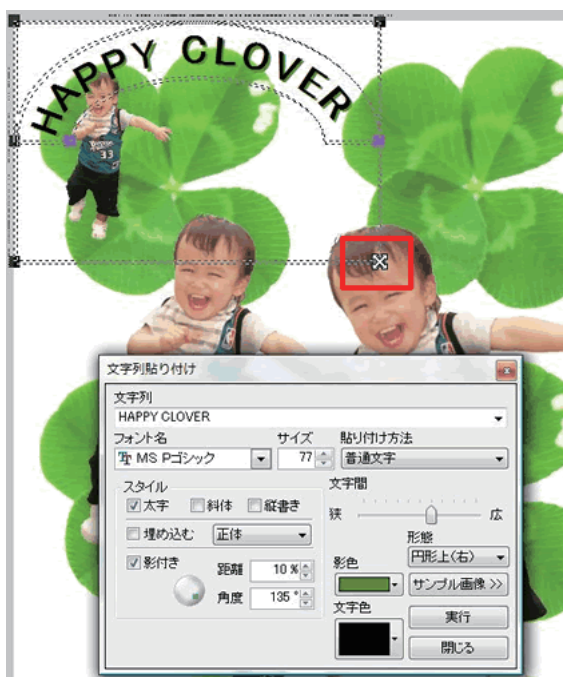 HAPPY CLOVER
33
文字列貼り付け
文字列
HAPPY CLOVER
フォント名 サイズ 貼り付け方法
MS Pゴシック 77 普通文字
スタイル 文字間
太字 斜体 縦書き 狭 広
埋め込む 正体 形態
影付き 距離 10 % 影色 円形上(右)
サンプル画像 >>
角度 135 ° 文字色 実行
閉じる